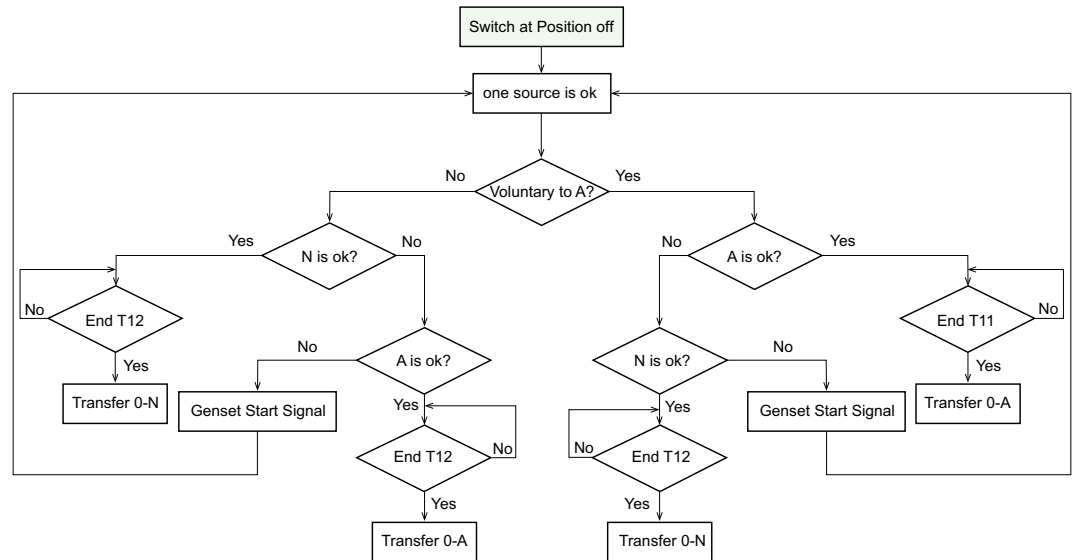 Switch at Position off
one source is ok
No
Voluntary to A?
Yes
Yes
N is ok?
No
No
A is ok?
Yes
No
End T12
End T11
No
Yes
No
A is ok?
N is ok?
No
Yes
Transfer 0-N
Genset Start Signal
Yes
Yes
Genset Start Signal
Transfer 0-A
End T12
No
No
End T12
Yes
Yes
Transfer 0-A
Transfer 0-N